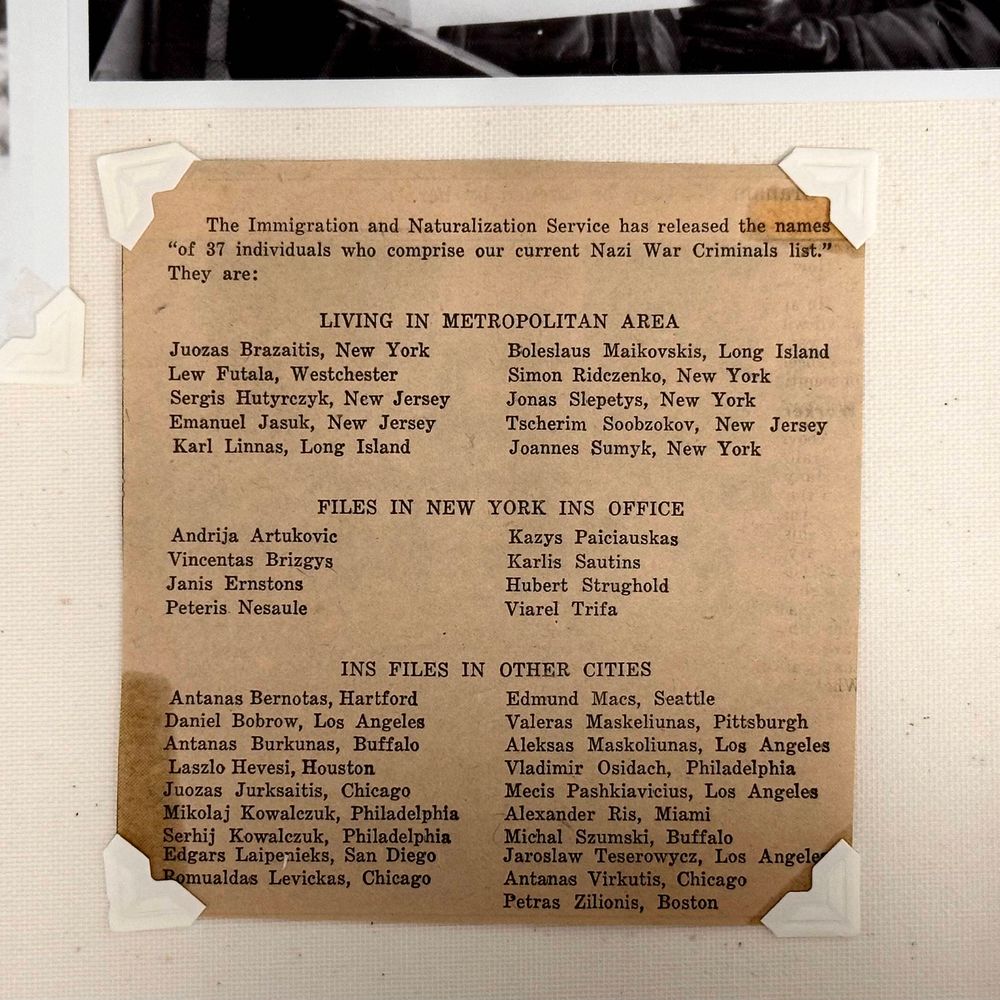 The Immigration and Naturalization Service has released the names
"of 37 individuals who comprise our current Nazi War Criminals list."
They are:
LIVING IN METROPOLITAN AREA
Juozas Brazaitis, New York
Lew Futala, Westchester
Sergis Hutyrczyk, New Jersey
Emanuel Jasuk, New Jersey
Karl Linnas, Long Island
Boleslaus Maikovskis, Long Island
Simon Ridczenko, New York
Jonas Slepetys, New York
Tscherim Soobzokov, New Jersey
Joannes Sumyk, New York
FILES IN NEW YORK INS OFFICE
Andrija Artukovic
Vincentas Brizgys
Janis Ernstons
Peteris Nesaule
Kazys Paiciauskas
Karlis Sautins
Hubert Strughold
Viarel Trifa
INS FILES IN OTHER CITIES
Antanas Bernotas, Hartford
Daniel Bobrow, Los Angeles
Antanas Burkunas, Buffalo
Laszlo Hevesi, Houston
Juozas Jurksaitis, Chicago
Mikolaj Kowalczuk, Philadelphia
Serhij Kowalczuk, Philadelphia
Edgars Laipenieks, San Diego
Romualdas Levickas, Chicago
Edmund Macs, Seattle
Valeras Maskeliunas, Pittsburgh
Aleksas Maskoliunas, Los Angeles
Vladimir Osidach, Philadelphia
Mecis Pashkiavicius, Los Angeles
Alexander Ris, Miami
Michal Szumski, Buffalo
Jaroslaw Teserowycz, Los Angeles
Antanas Virkutis, Chicago
Petras Zilionis, Boston